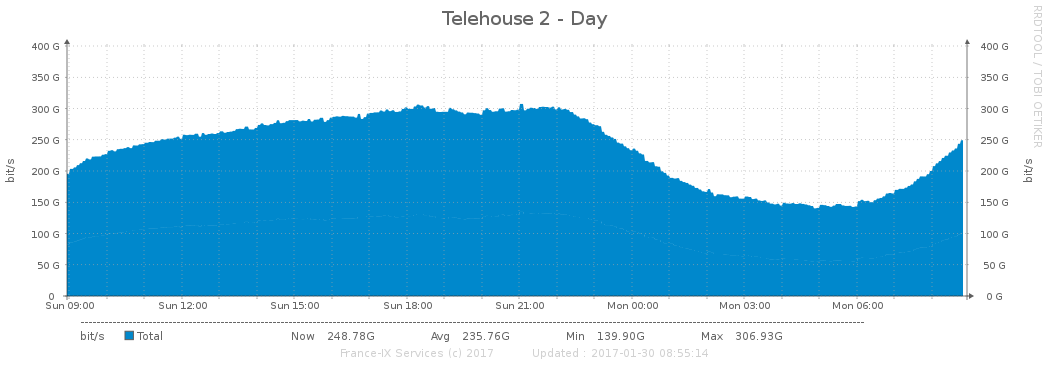 Telehouse 2 - Day
RRDTOOL / TOBI OETIKER
bit/s
bit/s
400 G 400 G
350 G 350 G
300 G 300 G
250 G 250 G
200 G 200 G
150 G 150 G
100 G 100 G
50 G 50 G
0 0 G
Sun 09:00 Sun 12:00 Sun 15:00 Sun 18:00 Sun 21:00 Mon 00:00 Mon 03:00 Mon 06:00
bit/s Total Now 248.78G Avg 235.76G Min 139.90G Max 306.93G
France-IX Services (c) 2017 Updated : 2017-01-30 08:55:14